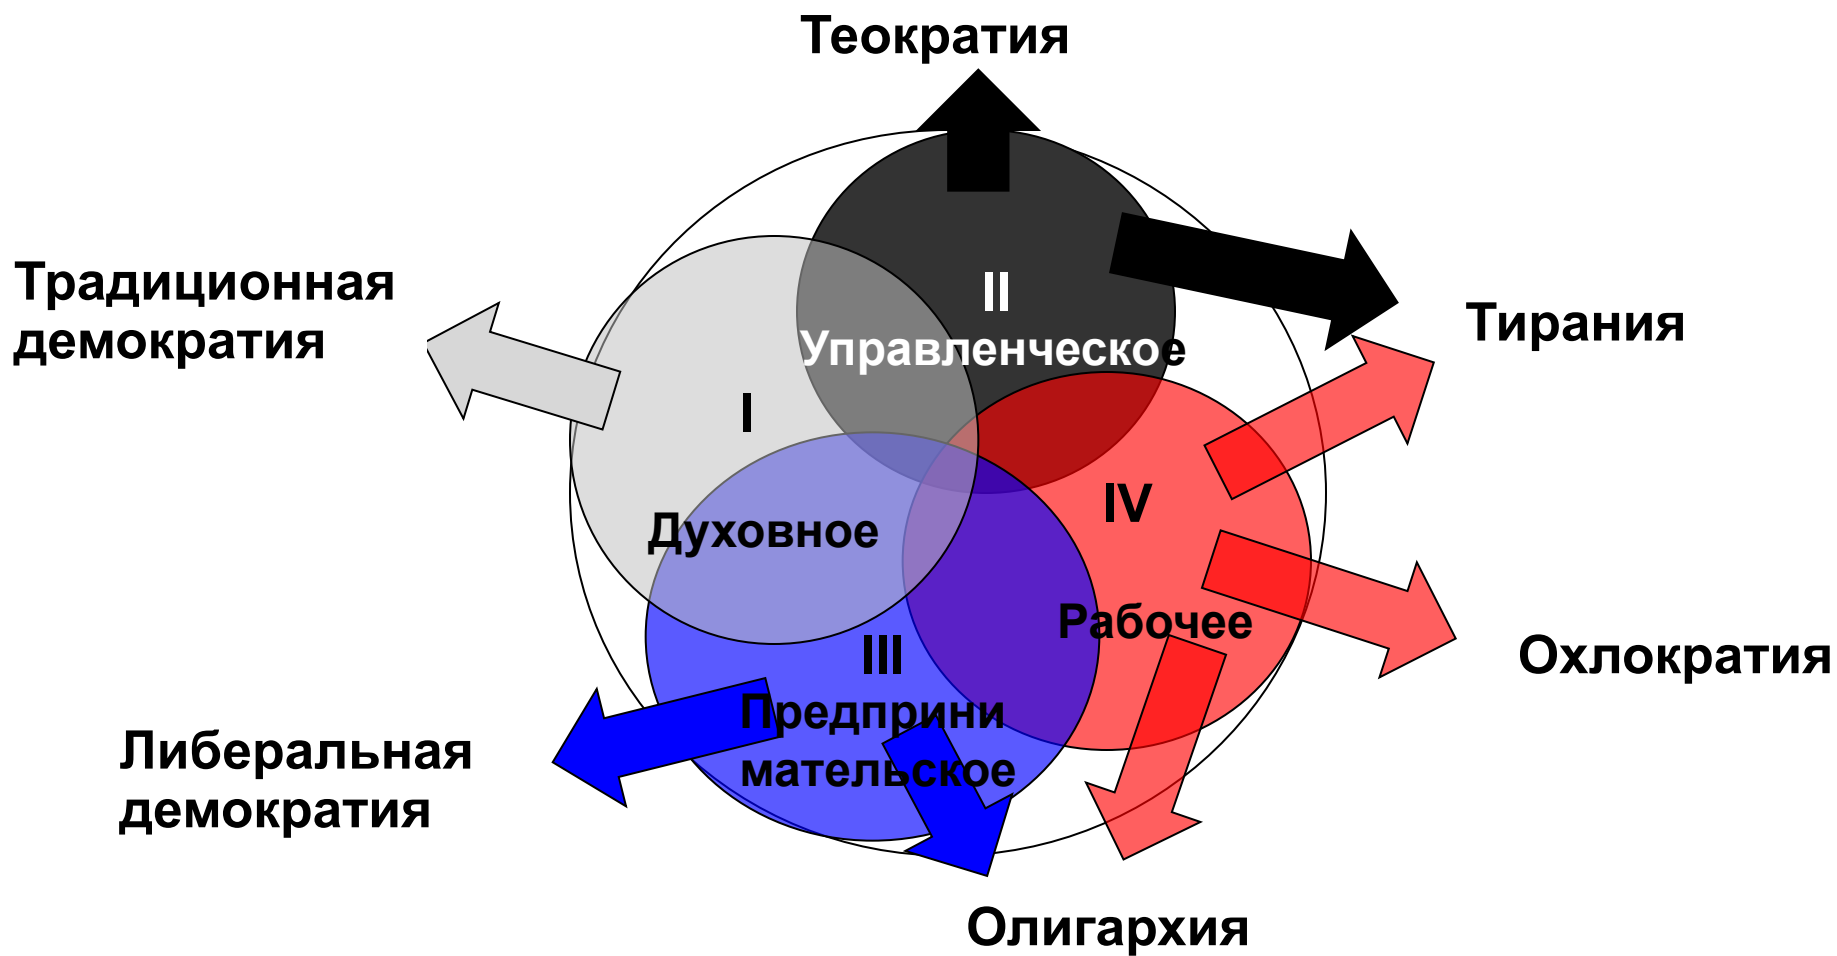 Теократия
Традиционная
демократия
II
Управленческое
Тирания
I
IV
Духовное
Рабочее
III
Предприни
мательское
Охлократия
Либеральная
демократия
Олигархия